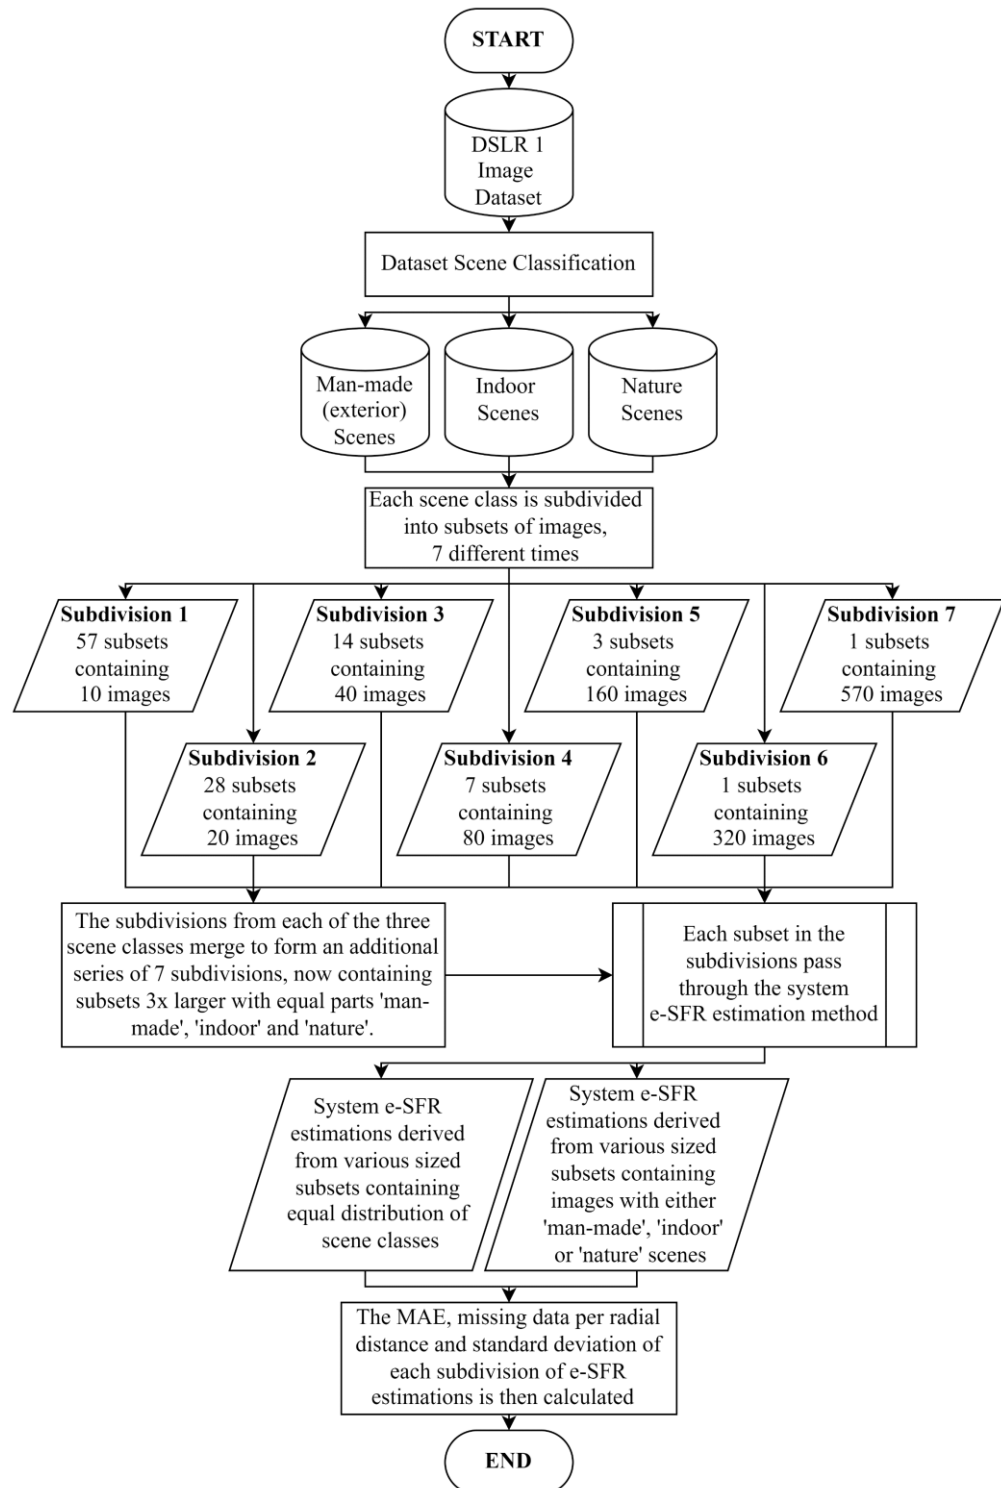 START
DSLR 1
Image
Dataset
Dataset Scene Classification
Man-made
(exterior)
Scenes
Indoor
Scenes
Nature
Scenes
Each scene class is subdivided
into subsets of images,
7 different times
Subdivision 1
57 subsets
containing
10 images
Subdivision 3
14 subsets
containing
40 images
Subdivision 5
3 subsets
containing
160 images
Subdivision 7
1 subsets
containing
570 images
Subdivision 2
28 subsets
containing
20 images
Subdivision 4
7 subsets
containing
80 images
Subdivision 6
1 subsets
containing
320 images
The subdivisions from each of the three
scene classes merge to form an additional
series of 7 subdivisions, now containing
subsets 3x larger with equal parts 'man-
made', 'indoor' and 'nature'.
Each subset in the
subdivisions pass
through the system
e-SFR estimation method
System e-SFR
estimations derived
from various sized
subsets containing
equal distribution of
scene classes
System e-SFR
estimations derived
from various sized
subsets containing
images with either
'man-made', 'indoor'
or 'nature' scenes
The MAE, missing data per radial
distance and standard deviation of
each subdivision of e-SFR
estimations is then calculated
END